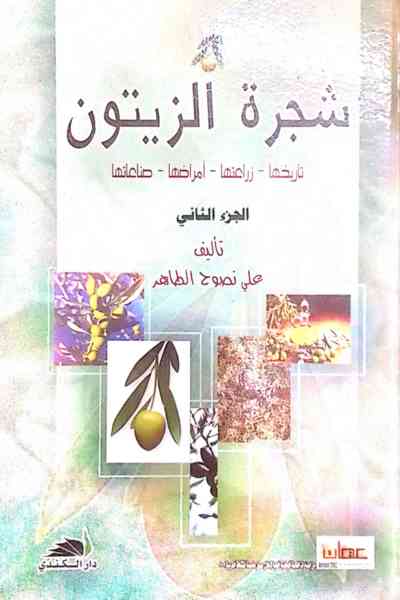 شجرة الزيتون
تاريخها - زراعتها - أمراضها - صناعاتها
الجزء الثاني
تأليف
علي نصوح الطاهر
دار الكندي